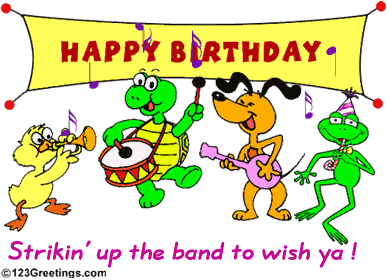 HAPPY BIRTHDAY
Strikin' up the band to wish ya !
©123Greetings.com